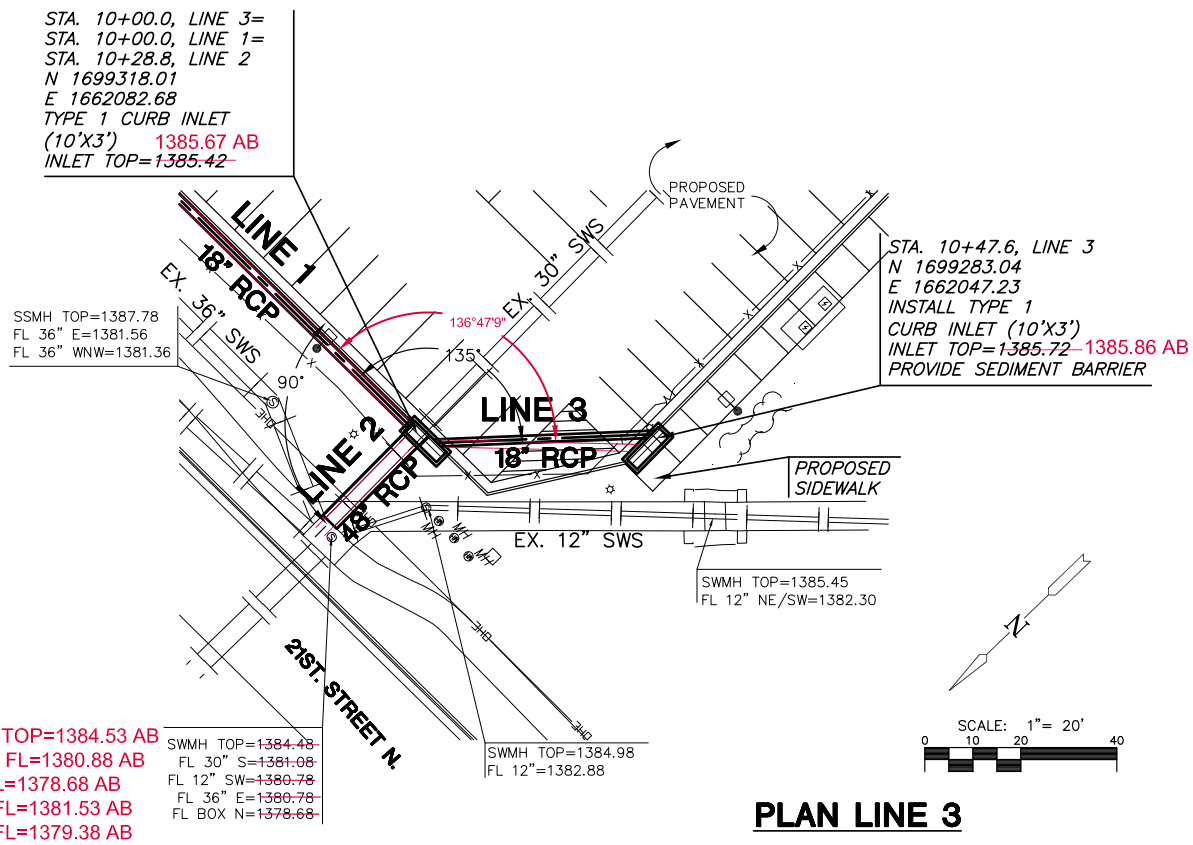 STA. 10+00.0, LINE 3=
STA. 10+00.0, LINE 1=
STA. 10+28.8, LINE 2
N 1699318.01
E 1662082.68
TYPE 1 CURB INLET
(10'X3') 1385.67 AB
INLET TOP=1385.42
PROPOSED
PAVEMENT
LINE 1
18" RCP
EX. 36" SWS
EX. 30" SWS
STA. 10+47.6, LINE 3
N 1699283.04
E 1662047.23
INSTALL TYPE 1
CURB INLET (10'X3')
INLET TOP=1385.72 1385.86 AB
PROVIDE SEDIMENT BARRIER
SSMH TOP=1387.78
FL 36" E=1381.56
FL 36" WNW=1381.36
136°47'9"
135°
90°
X
X
X
X
X
X
X
X
S
OHE
LINE 2
48" RCP
LINE 3
18" RCP
PROPOSED
SIDEWALK
S
S
MH
MH
MH
EX. 12" SWS
SWMH TOP=1385.45
FL 12" NE/SW=1382.30
OHE
OHE
N
21ST. STREET N.
TOP=1384.53 AB
FL=1380.88 AB
L=1378.68 AB
FL=1381.53 AB
FL=1379.38 AB
SWMH TOP=1384.48
FL 30" S=1381.08
FL 12" SW=1380.78
FL 36" E=1380.78
FL BOX N=1378.68
SWMH TOP=1384.98
FL 12"=1382.88
SCALE: 1"= 20'
0 10 20 40
PLAN LINE 3